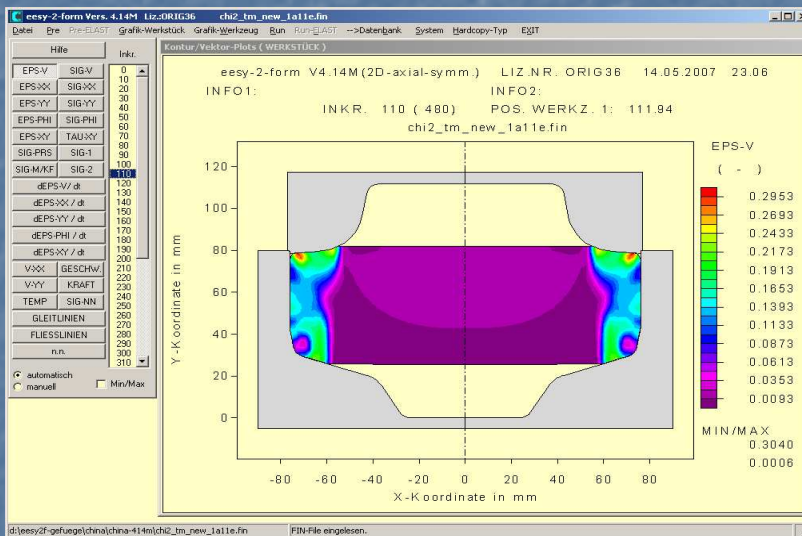 eesy-2-form Vers. 4.14M Liz.:ORIG36 chi2_tm_new_1a11e.fin
Datei Pre Pre-ELAST Grafik-Werkstück Grafik-Werkzeug Run Run-ELAST -->Datenbank System Hardcopy-Typ EXIT
Hilfe
Inkr.
EPS-V SIG-V
EPS-XX SIG-XX
EPS-YY SIG-YY
EPS-PHI SIG-PHI
EPS-XY TAU-XY
SIG-PRS SIG-1
SIG-M/KF SIG-2
dEPS-V/ dt
dEPS-XX / dt
dEPS-YY / dt
dEPS-PHI / dt
dEPS-XY / dt
V-XX GESCHW.
V-YY KRAFT
TEMP SIG-NN
GLEITLINIEN
FLIESSLINIEN
n.n.
automatisch
manuell
Min/Max
0
10
20
30
40
50
60
70
80
90
100
110
120
130
140
150
160
170
180
190
200
210
220
230
240
250
260
270
280
290
300
310
Kontur/Vektor-Plots ( WERKSTÜCK )
eesy-2-form V4.14M(2D-axial-symm.) LIZ.NR. ORIG36 14.05.2007 23.06
INFO1: INFO2:
INKR. 110 ( 480) POS. WERKZ. 1: 111.94
chi2_tm_new_1a11e.fin
Y-Koordinate in mm
120
100
80
60
40
20
0
-80 -60 -40 -20 0 20 40 60 80
X-Koordinate in mm
EPS-V
( - )
0.2953
0.2693
0.2433
0.2173
0.1913
0.1653
0.1393
0.1133
0.0873
0.0613
0.0353
0.0093
MIN/MAX
0.3040
0.0006
d:\eesy2f-gefuege\china\china-414m\chi2_tm_new_1a11e.fin
FIN-File eingelesen.